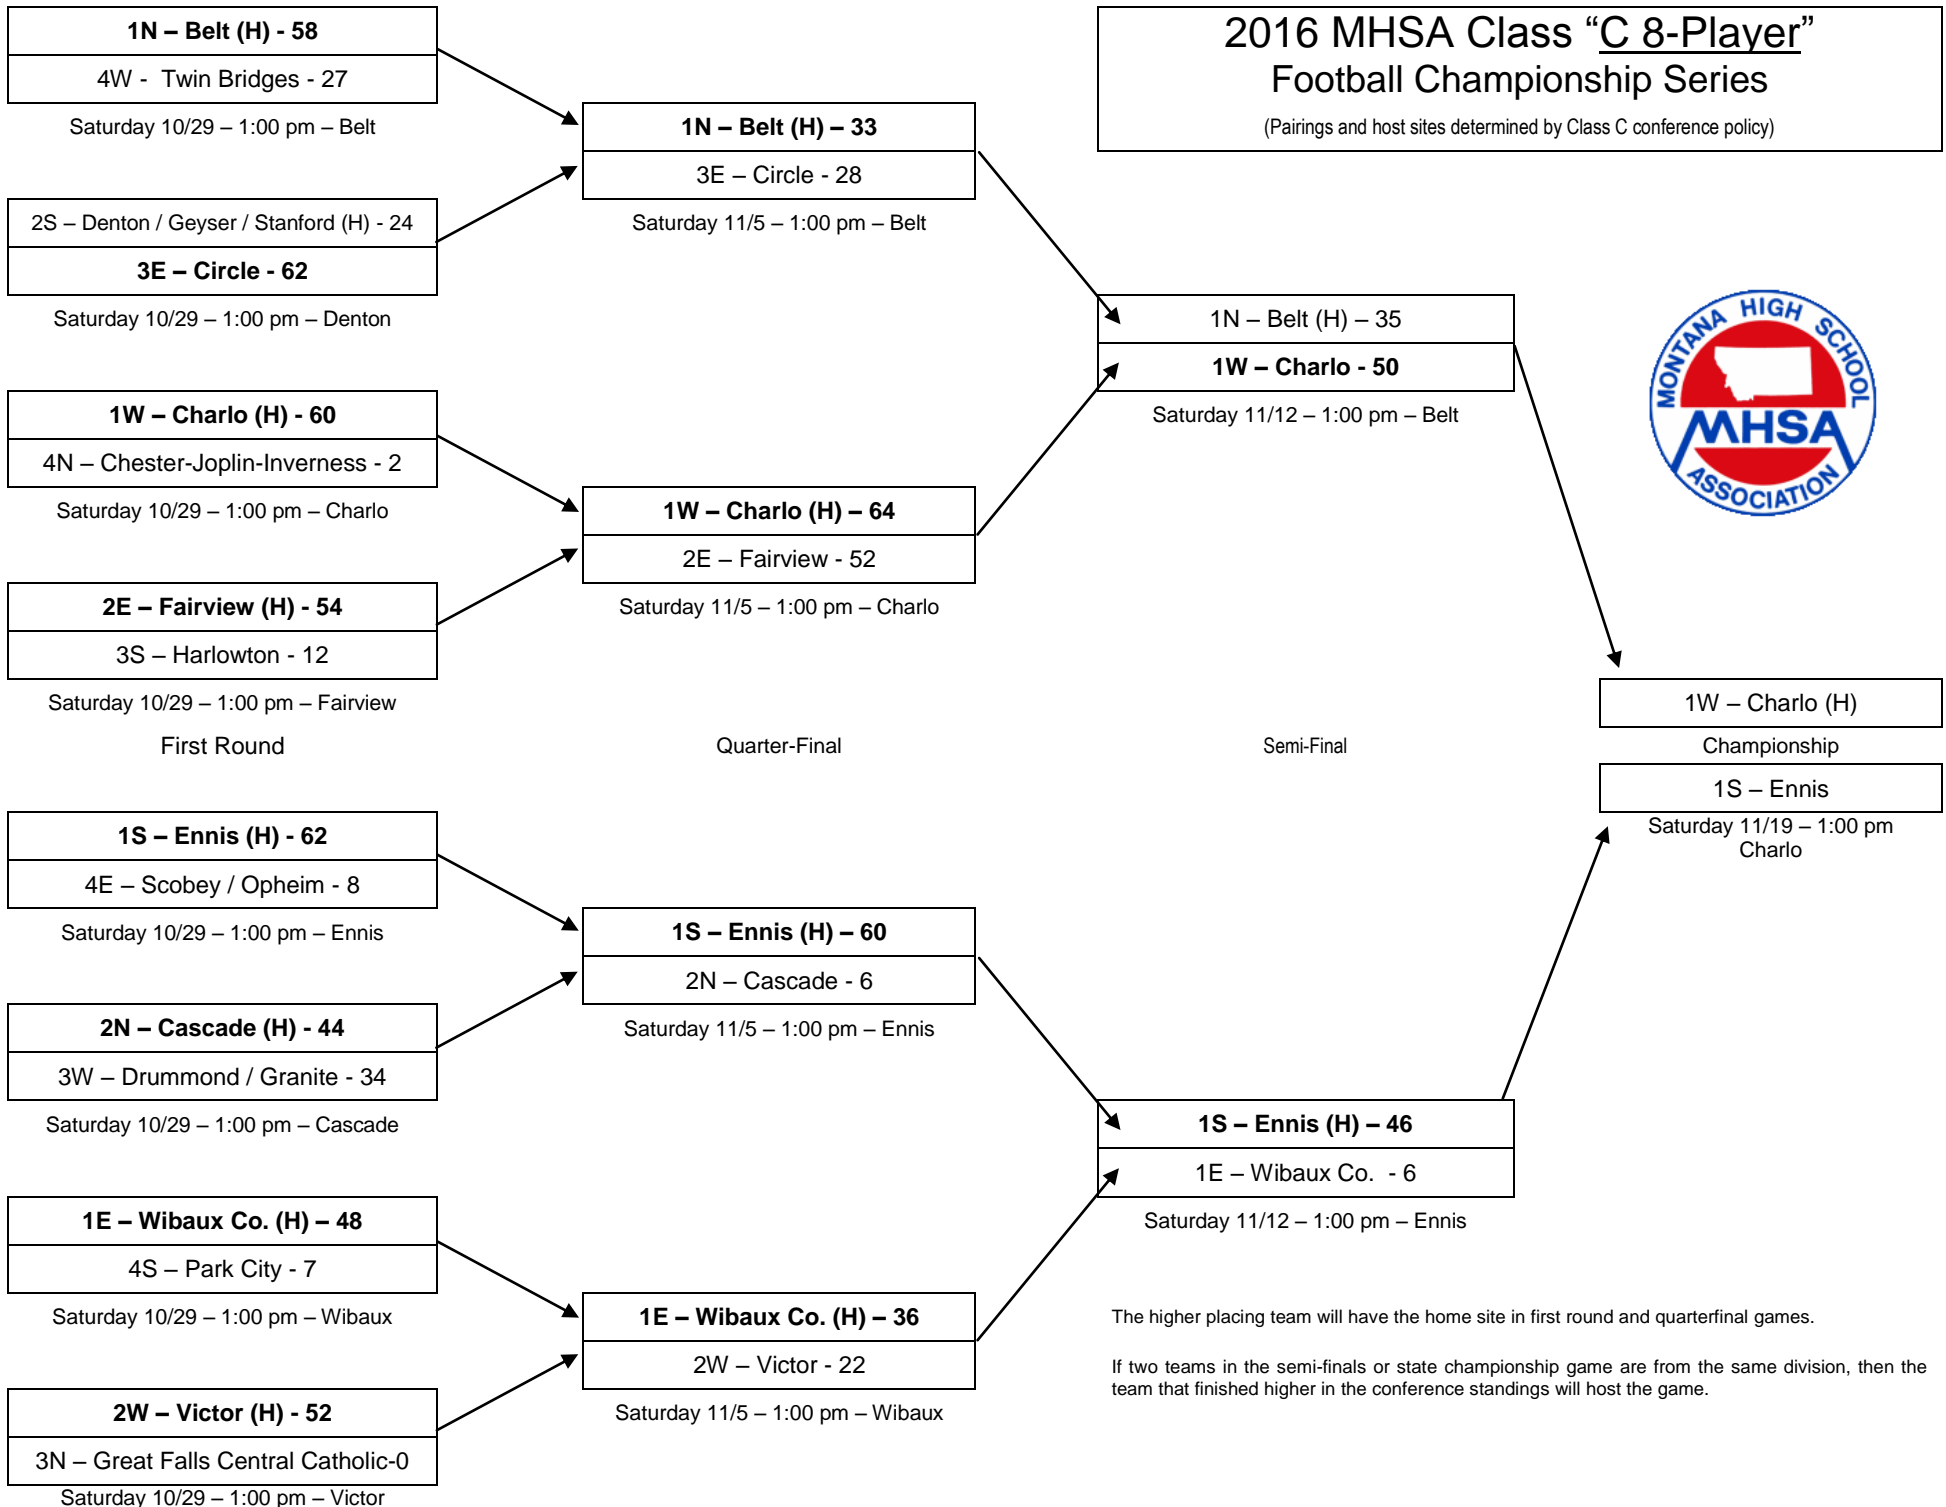 2016 MHSA Class “C 8-Player”
Football Championship Series
(Pairings and host sites determined by Class C conference policy)
1N – Belt (H) - 58
4W - Twin Bridges - 27
Saturday 10/29 – 1:00 pm – Belt
2S – Denton / Geyser / Stanford (H) - 24
3E – Circle - 62
Saturday 10/29 – 1:00 pm – Denton
1W – Charlo (H) - 60
4N – Chester-Joplin-Inverness - 2
Saturday 10/29 – 1:00 pm – Charlo
2E – Fairview (H) - 54
3S – Harlowton - 12
Saturday 10/29 – 1:00 pm – Fairview
First Round
1S – Ennis (H) - 62
4E – Scobey / Opheim - 8
Saturday 10/29 – 1:00 pm – Ennis
2N – Cascade (H) - 44
3W – Drummond / Granite - 34
Saturday 10/29 – 1:00 pm – Cascade
1E – Wibaux Co. (H) – 48
4S – Park City - 7
Saturday 10/29 – 1:00 pm – Wibaux
2W – Victor (H) - 52
3N – Great Falls Central Catholic-0
Saturday 10/29 – 1:00 pm – Victor
1N – Belt (H) – 33
3E – Circle - 28
Saturday 11/5 – 1:00 pm – Belt
1W – Charlo (H) – 64
2E – Fairview - 52
Saturday 11/5 – 1:00 pm – Charlo
Quarter-Final
1S – Ennis (H) – 60
2N – Cascade - 6
Saturday 11/5 – 1:00 pm – Ennis
1E – Wibaux Co. (H) – 36
2W – Victor - 22
Saturday 11/5 – 1:00 pm – Wibaux
1N – Belt (H) – 35
1W – Charlo - 50
Saturday 11/12 – 1:00 pm – Belt
Semi-Final
1S – Ennis (H) – 46
1E – Wibaux Co. - 6
Saturday 11/12 – 1:00 pm – Ennis
MONTANA HIGH SCHOOL
MHSA
ASSOCIATION
1W – Charlo (H)
Championship
1S – Ennis
Saturday 11/19 – 1:00 pm
Charlo
The higher placing team will have the home site in first round and quarterfinal games.
If two teams in the semi-finals or state championship game are from the same division, then the
team that finished higher in the conference standings will host the game.